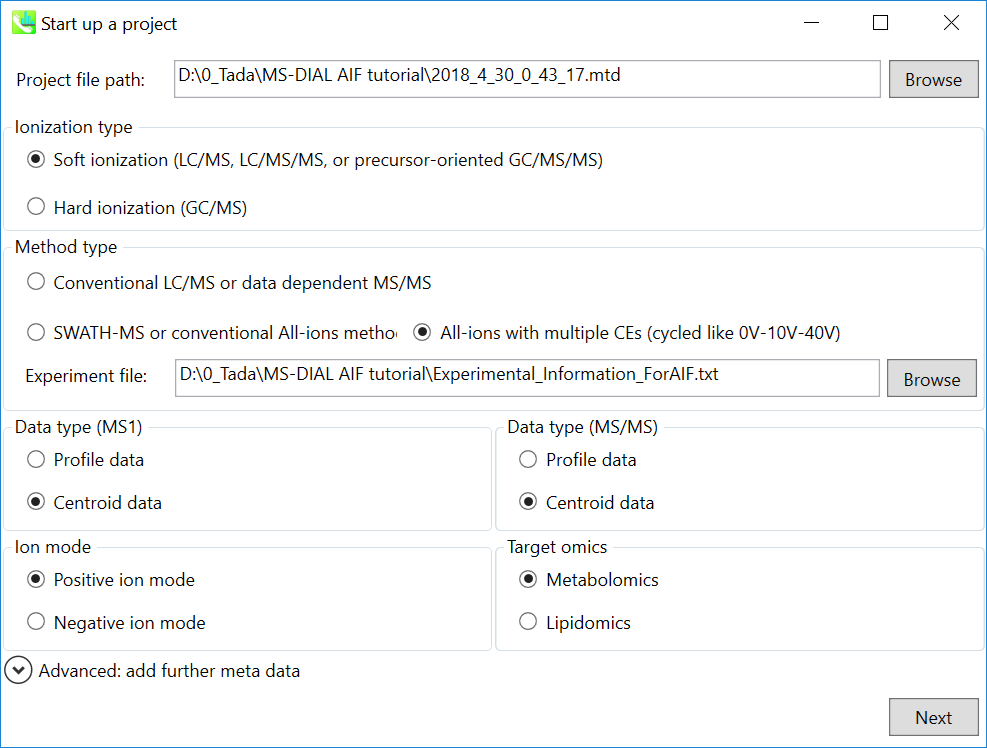 Start up a project
Project file path: D:\0_Tada\MS-DIAL AIF tutorial\2018_4_30_0_43_17.mtd Browse
Ionization type
Soft ionization (LC/MS, LC/MS/MS, or precursor-oriented GC/MS/MS)
Hard ionization (GC/MS)
Method type
Conventional LC/MS or data dependent MS/MS
SWATH-MS or conventional All-ions metho All-ions with multiple CEs (cycled like 0V-10V-40V)
Experiment file: D:\0_Tada\MS-DIAL AIF tutorial\Experimental_Information_ForAIF.txt Browse
Data type (MS1) Data type (MS/MS)
Profile data Profile data
Centroid data Centroid data
Ion mode Target omics
Positive ion mode Metabolomics
Negative ion mode Lipidomics
Advanced: add further meta data
Next